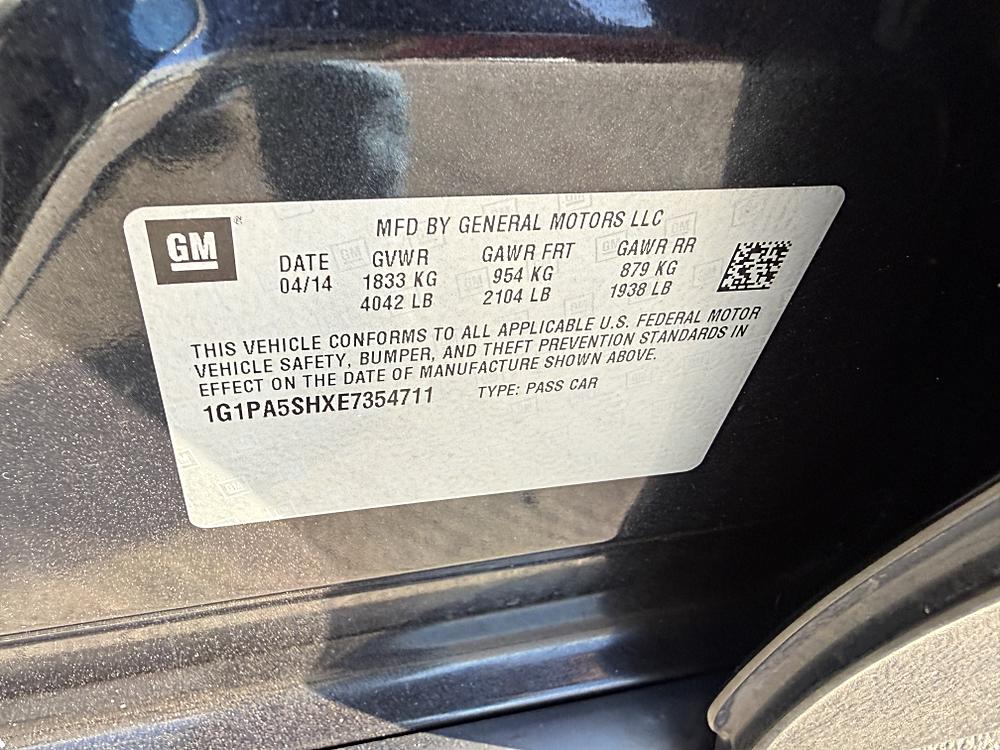 GM
MFD BY GENERAL MOTORS LLC
DATE GVWR GAWR FRT GAWR RR
04/14 1833 KG 954 KG 879 KG
4042 LB 2104 LB 1938 LB
THIS VEHICLE CONFORMS TO ALL APPLICABLE U.S. FEDERAL MOTOR
VEHICLE SAFETY, BUMPER, AND THEFT PREVENTION STANDARDS IN
EFFECT ON THE DATE OF MANUFACTURE SHOWN ABOVE.
1G1PA5SHXE7354711 TYPE: PASS CAR